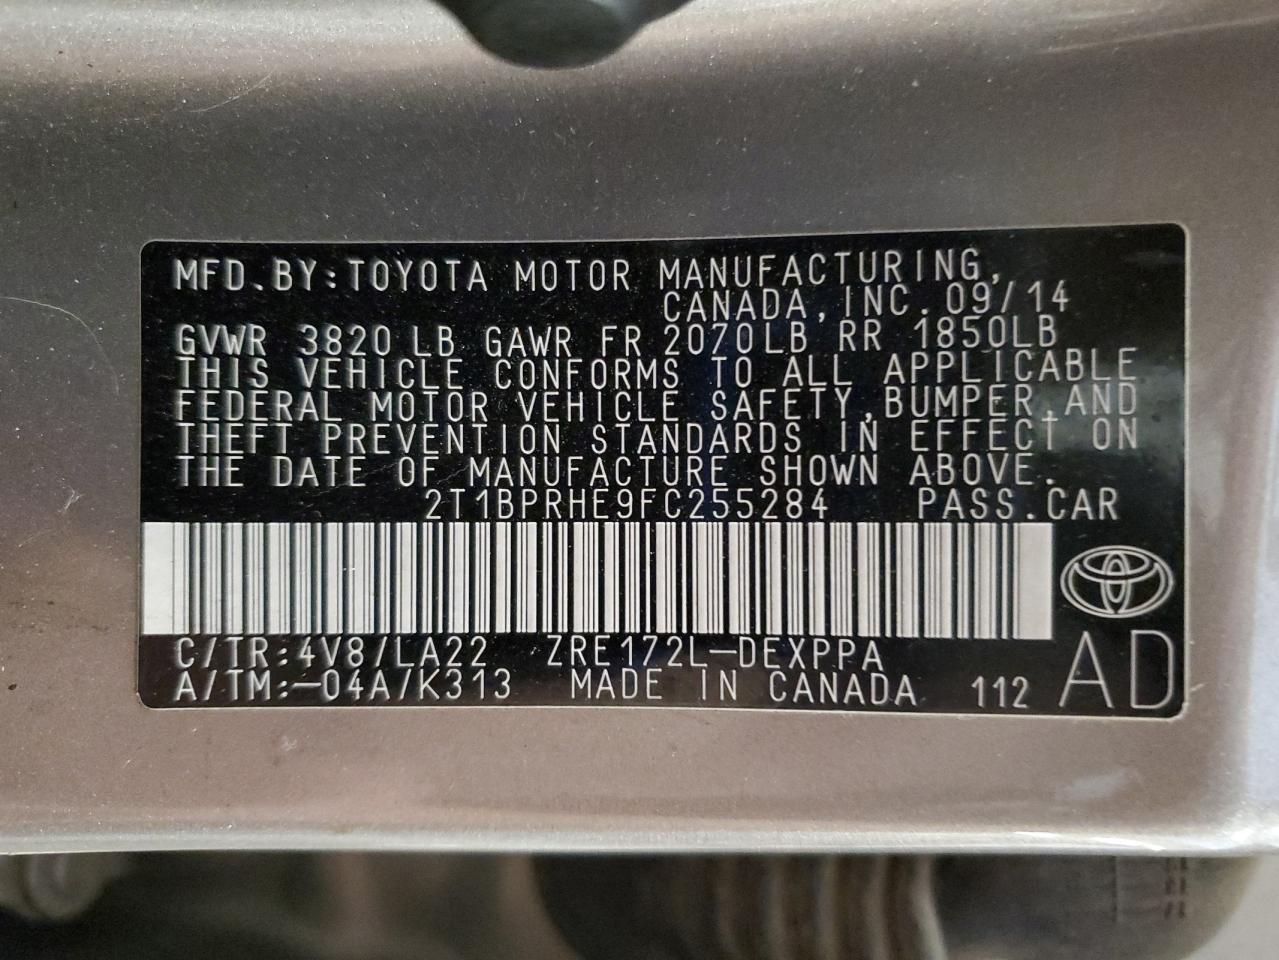 MFD.BY:TOYOTA MOTOR MANUFACTURING,
CANADA,INC.09/14
GVWR 3820 LB GAWR FR 2070LB RR 1850LB
THIS VEHICLE CONFORMS TO ALL APPLICABLE
FEDERAL MOTOR VEHICLE SAFETY,BUMPER,AND
THEFT PREVENTION STANDARDS IN EFFECT ON
THE DATE OF MANUFACTURE SHOWN ABOVE.
2T1BPRHE9FC255284 PASS.CAR
C/TR:4V8/LA22 ZRE172L-DEXPPA
A/TM:-04A/K313 MADE IN CANADA 112 AD